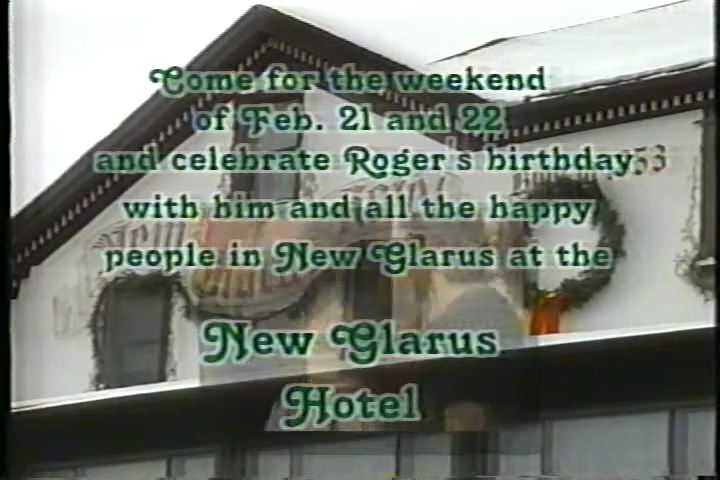 Come for the weekend
of Feb. 21 and 22
and celebrate Roger's birthday
with him and all the happy
people in New Glarus at the
New Glarus
Hotel